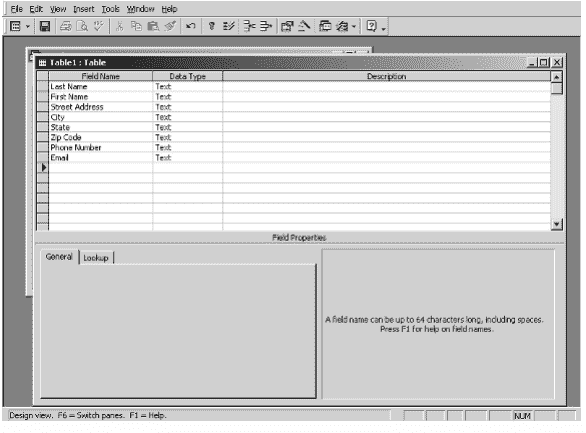 File Edit View Insert Tools Window Help
Table1 : Table
Field Name Data Type Description
Last Name Text
First Name Text
Street Address Text
City Text
State Text
Zip Code Text
Phone Number Text
Email Text
Field Properties
General Lookup
A field name can be up to 64 characters long, including spaces.
Press F1 for help on field names.
Design view. F6 = Switch panes. F1 = Help. NUM